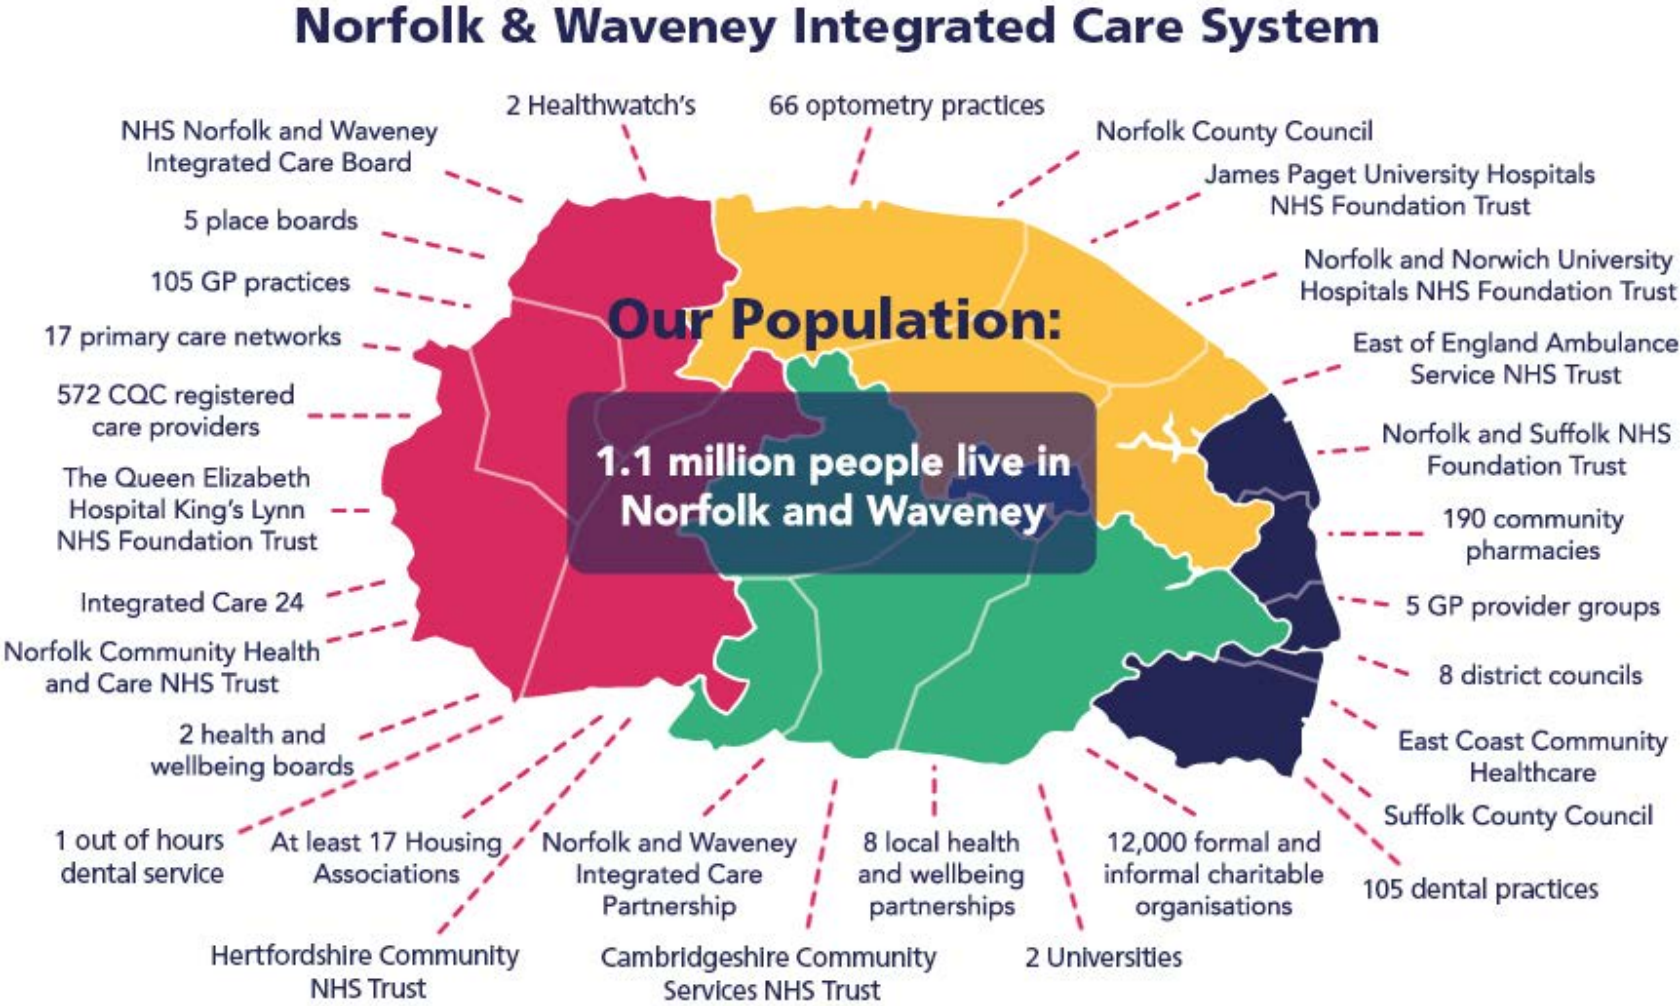 Norfolk & Waveney Integrated Care System
2 Healthwatch's
66 optometry practices
NHS Norfolk and Waveney
Integrated Care Board
Norfolk County Council
5 place boards
James Paget University Hospitals
NHS Foundation Trust
105 GP practices
Norfolk and Norwich University
Hospitals NHS Foundation Trust
17 primary care networks
East of England Ambulance
Service NHS Trust
572 CQC registered
care providers
Norfolk and Suffolk NHS
Foundation Trust
The Queen Elizabeth
Hospital King's Lynn
NHS Foundation Trust
190 community
pharmacies
Integrated Care 24
5 GP provider groups
Norfolk Community Health
and Care NHS Trust
8 district councils
2 health and
wellbeing boards
East Coast Community
Healthcare
Suffolk County Council
Our Population:
1.1 million people live in
Norfolk and Waveney
1 out of hours
dental service
At least 17 Housing
Associations
Norfolk and Waveney
Integrated Care
Partnership
8 local health
and wellbeing
partnerships
12,000 formal and
informal charitable
organisations
105 dental practices
Hertfordshire Community
NHS Trust
Cambridgeshire Community
Services NHS Trust
2 Universities